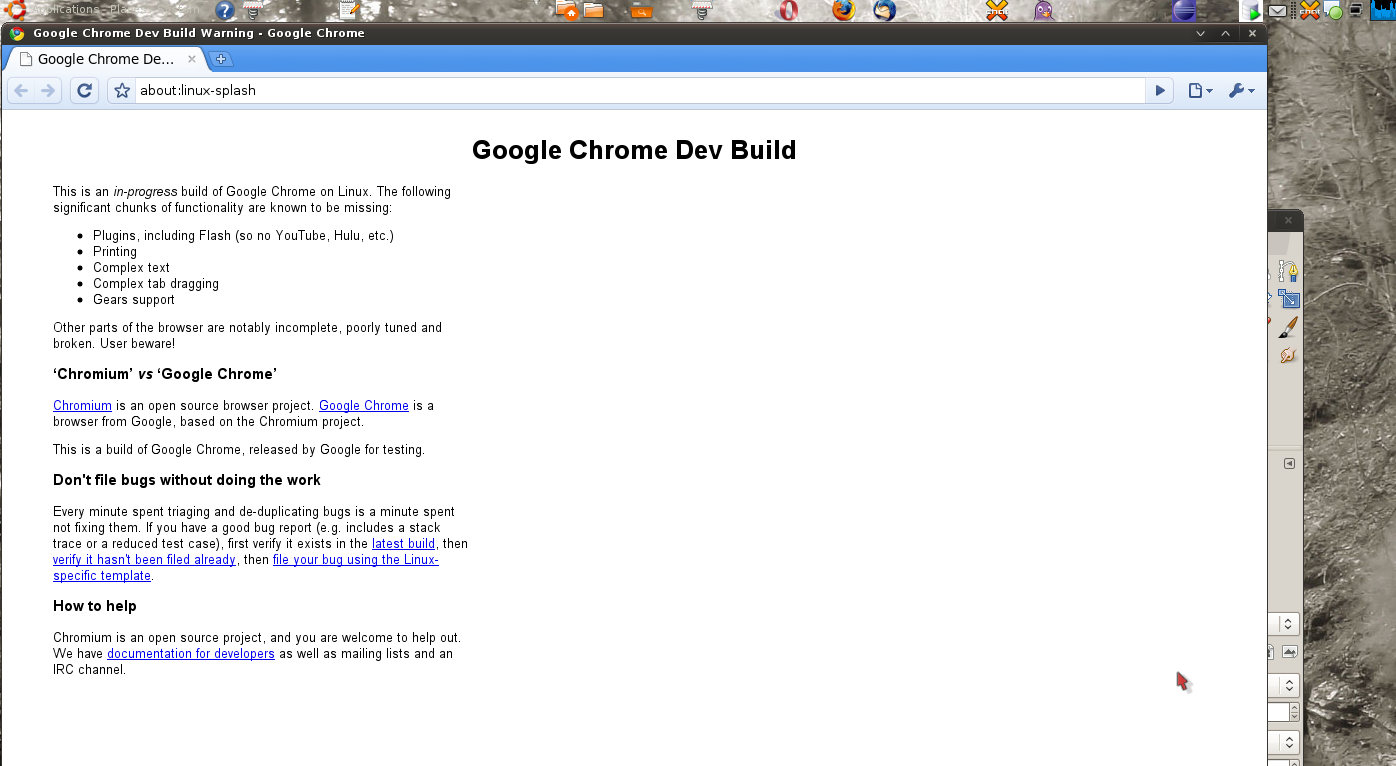 Applications - Pla
Google Chrome Dev Build Warning - Google Chrome
Google Chrome De...
about:linux-splash
Google Chrome Dev Build
This is an in-progress build of Google Chrome on Linux. The following
significant chunks of functionality are known to be missing:
Plugins, including Flash (so no YouTube, Hulu, etc.)
Printing
Complex text
Complex tab dragging
Gears support
Other parts of the browser are notably incomplete, poorly tuned and
broken. User beware!
‘Chromium’ vs ‘Google Chrome’
Chromium is an open source browser project. Google Chrome is a
browser from Google, based on the Chromium project.
This is a build of Google Chrome, released by Google for testing.
Don't file bugs without doing the work
Every minute spent triaging and de-duplicating bugs is a minute spent
not fixing them. If you have a good bug report (e.g. includes a stack
trace or a reduced test case), first verify it exists in the latest build, then
verify it hasn't been filed already, then file your bug using the Linux-
specific template.
How to help
Chromium is an open source project, and you are welcome to help out.
We have documentation for developers as well as mailing lists and an
IRC channel.